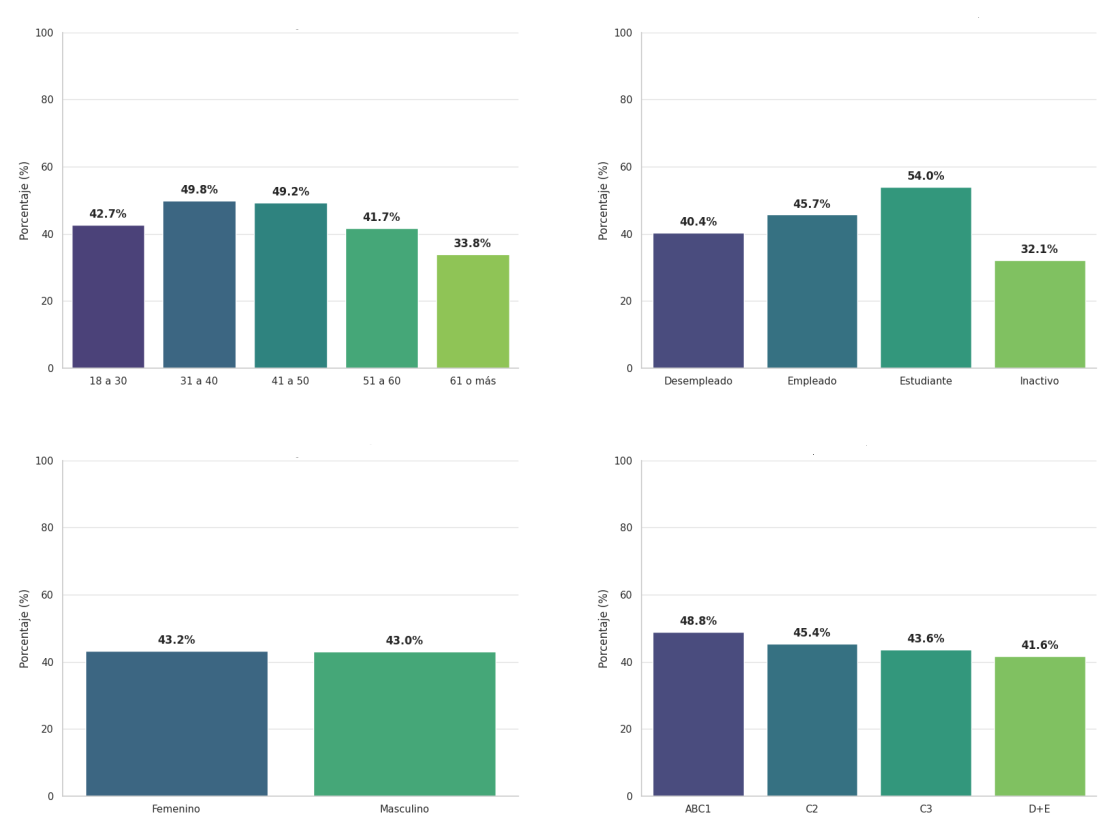 100
80
60
40
20
0
Porcentaje (%)
42.7%
49.8%
49.2%
41.7%
33.8%
18 a 30
31 a 40
41 a 50
51 a 60
61 o más
100
80
60
40
20
0
Porcentaje (%)
40.4%
45.7%
54.0%
32.1%
Desempleado
Empleado
Estudiante
Inactivo
100
80
60
40
20
0
Porcentaje (%)
43.2%
43.0%
Femenino
Masculino
100
80
60
40
20
0
Porcentaje (%)
48.8%
45.4%
43.6%
41.6%
ABC1
C2
C3
D+E